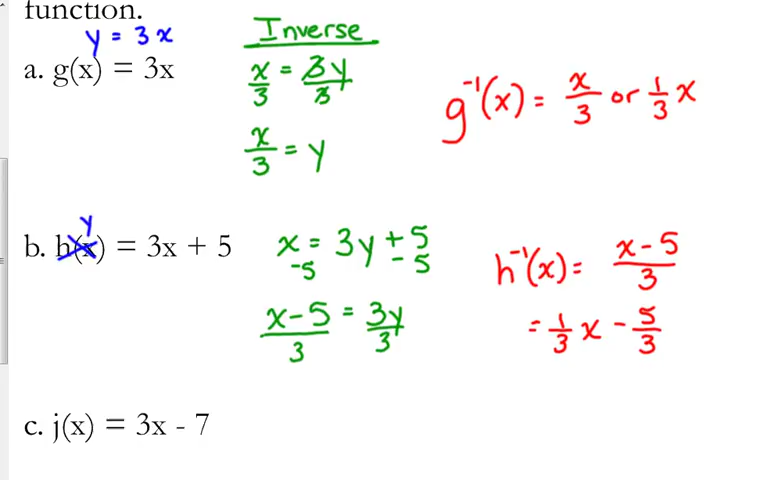 function.
y = 3x
a. g(x) = 3x
Inverse
x/3 = 3y/3
x/3 = y
g⁻¹(x) = x/3 or 1/3 x
y
b. h(x) = 3x + 5
x = 3y + 5
-5 - 5
x - 5 = 3y
3 3
h⁻¹(x) = x - 5
3
= 1/3 x - 5/3
c. j(x) = 3x - 7